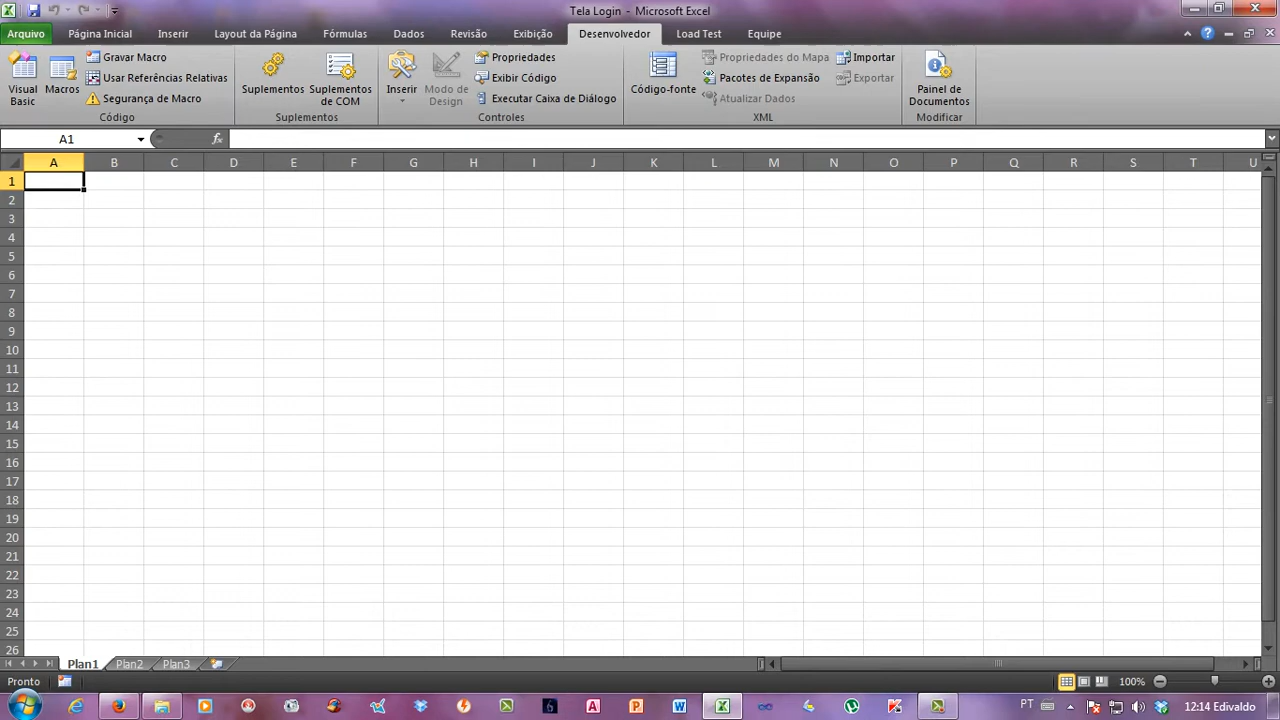 Tela Login - Microsoft Excel
Arquivo Página Inicial Inserir Layout da Página Fórmulas Dados Revisão Exibição Desenvolvedor Load Test Equipe
Visual Basic
Macros
Gravar Macro
Usar Referências Relativas
Segurança de Macro
Código
Suplementos
Suplementos de COM
Suplementos
Inserir
Modo de Design
Propriedades
Exibir Código
Executar Caixa de Diálogo
Controles
Código-fonte
Propriedades do Mapa
Pacotes de Expansão
Atualizar Dados
Importar
Exportar
XML
Painel de Documentos
Modificar
A1 fx
A B C D E F G H I J K L M N O P Q R S T U
1
2
3
4
5
6
7
8
9
10
11
12
13
14
15
16
17
18
19
20
21
22
23
24
25
26
Plan1 Plan2 Plan3
Pronto 100%
PT 12:14 Edivaldo